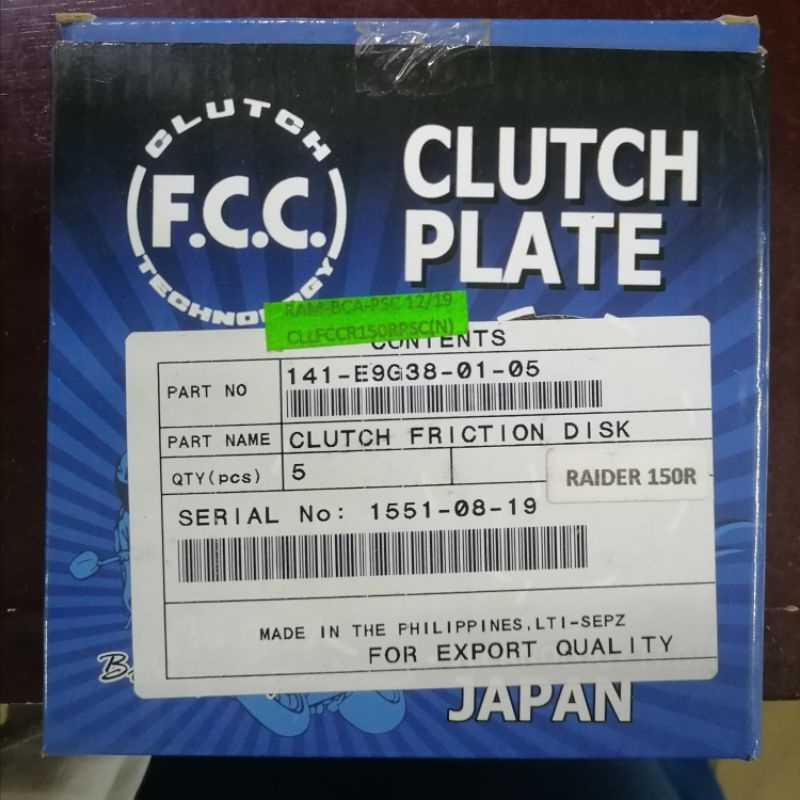 CLUTCH
F.C.C.
TECHNOLOGY
CLUTCH
PLATE
RAM-BCA-PSC 12/19
CLLFCCR150RPSC(N)
CONTENTS
PART NO
141-E9G38-01-05
PART NAME
CLUTCH FRICTION DISK
QTY(pcs)
5
RAIDER 150R
SERIAL No: 1551-08-19
MADE IN THE PHILIPPINES,LTI-SEPZ
FOR EXPORT QUALITY
JAPAN